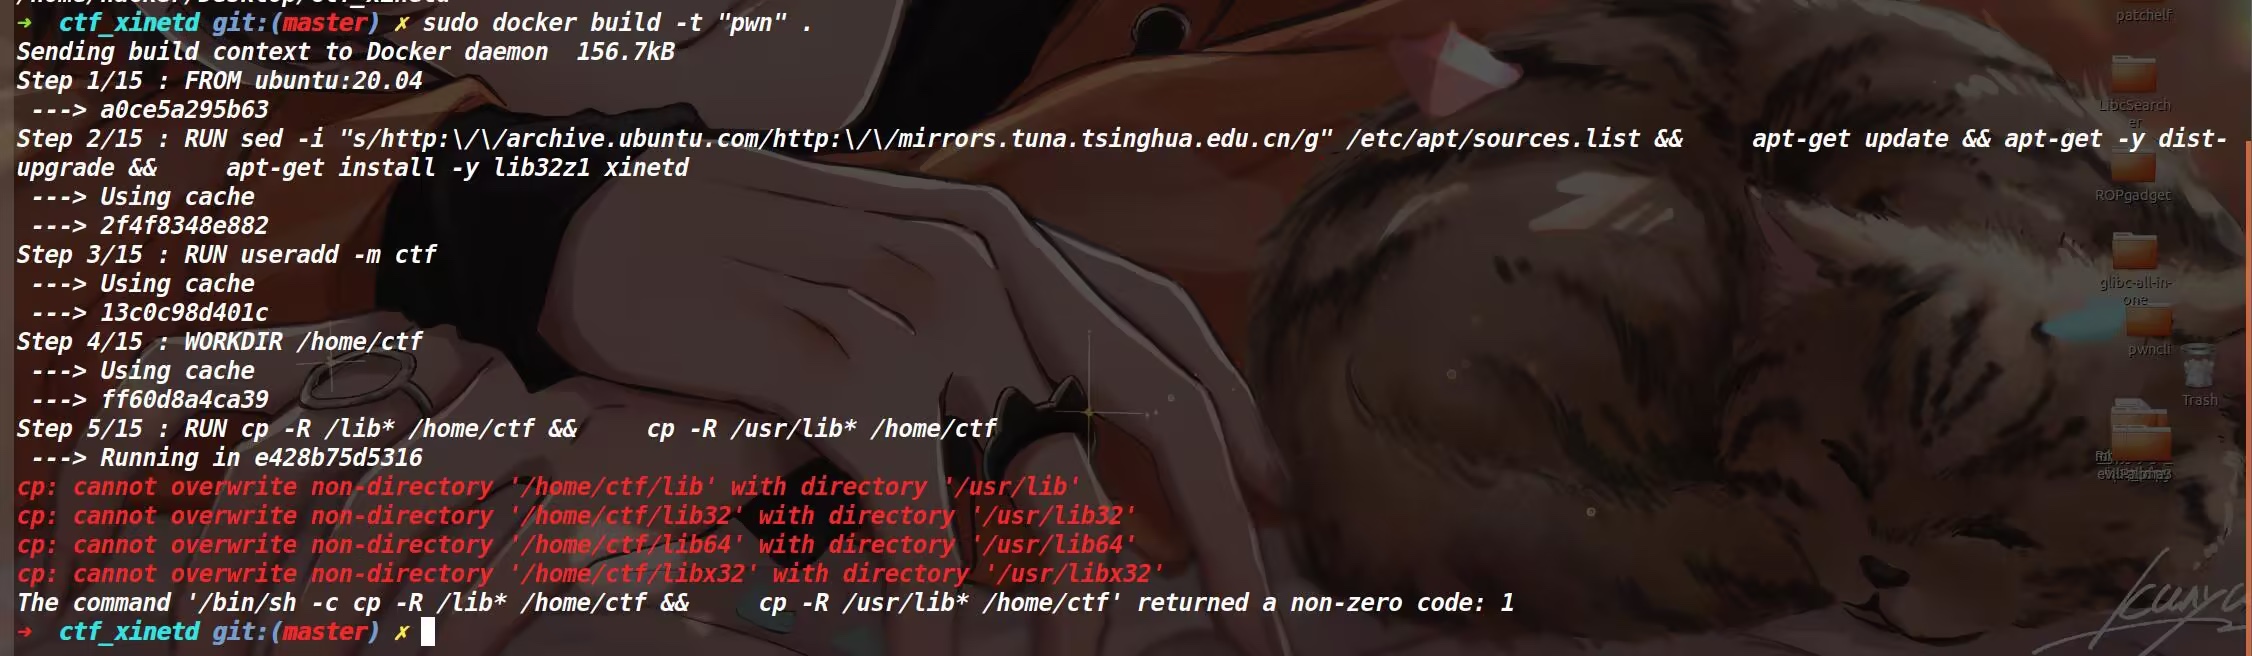 ➜  ctf_xinetd git:(master) ✗ sudo docker build -t "pwn" .
Sending build context to Docker daemon  156.7kB
Step 1/15 : FROM ubuntu:20.04
 ---> a0ce5a295b63
Step 2/15 : RUN sed -i "s/http:\/\/archive.ubuntu.com/http:\/\/mirrors.tuna.tsinghua.edu.cn/g" /etc/apt/sources.list &&     apt-get update && apt-get -y dist-
upgrade &&     apt-get install -y lib32z1 xinetd
 ---> Using cache
 ---> 2f4f8348e882
Step 3/15 : RUN useradd -m ctf
 ---> Using cache
 ---> 13c0c98d401c
Step 4/15 : WORKDIR /home/ctf
 ---> Using cache
 ---> ff60d8a4ca39
Step 5/15 : RUN cp -R /lib* /home/ctf &&     cp -R /usr/lib* /home/ctf
 ---> Running in e428b75d5316
cp: cannot overwrite non-directory '/home/ctf/lib' with directory '/usr/lib'
cp: cannot overwrite non-directory '/home/ctf/lib32' with directory '/usr/lib32'
cp: cannot overwrite non-directory '/home/ctf/lib64' with directory '/usr/lib64'
cp: cannot overwrite non-directory '/home/ctf/libx32' with directory '/usr/libx32'
The command '/bin/sh -c cp -R /lib* /home/ctf &&     cp -R /usr/lib* /home/ctf' returned a non-zero code: 1
➜  ctf_xinetd git:(master) ✗
patchelf
LibcSearch
er
ROPgadget
glibc-all-in-
one
pwncli
Trash